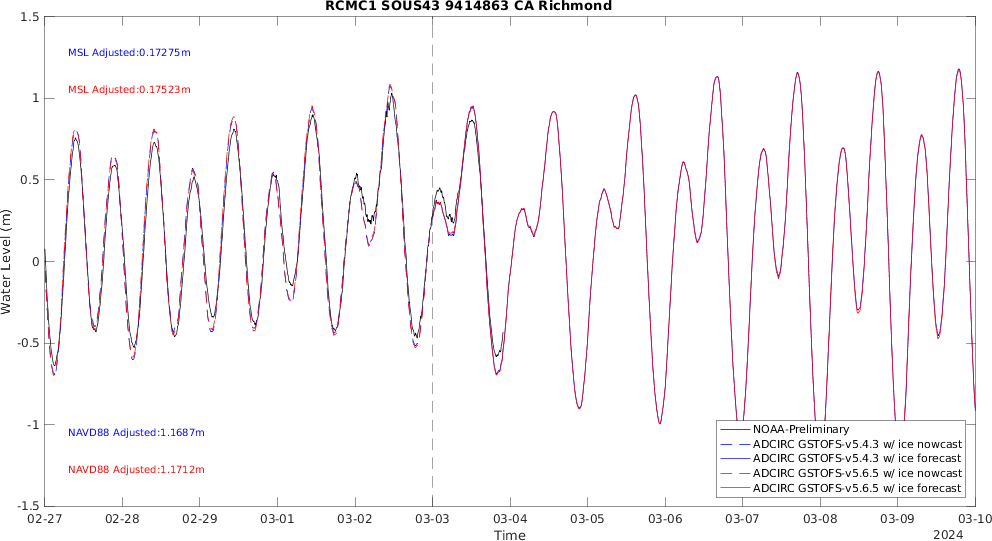 RCMC1 SOUS43 9414863 CA Richmond
MSL Adjusted:0.17275m
MSL Adjusted:0.17523m
NAVD88 Adjusted:1.1687m
NAVD88 Adjusted:1.1712m
Water Level (m)
1.5
1
0.5
0
-0.5
-1
-1.5
NOAA-Preliminary
ADCIRC GSTOFS-v5.4.3 w/ ice nowcast
ADCIRC GSTOFS-v5.4.3 w/ ice forecast
ADCIRC GSTOFS-v5.6.5 w/ ice nowcast
ADCIRC GSTOFS-v5.6.5 w/ ice forecast
02-27 02-28 02-29 03-01 03-02 03-03 03-04 03-05 03-06 03-07 03-08 03-09 03-10
Time
2024